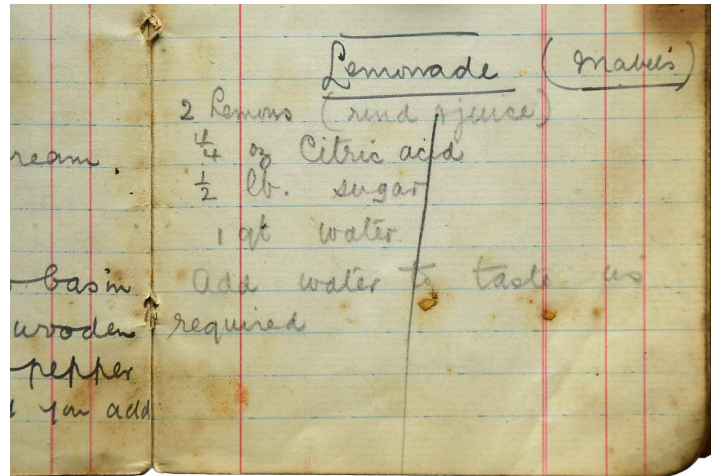 ream.
basin
wooden
pepper
you add
Lemonade (Mabel's)
2 Lemons (rind & juice)
1/4 oz Citric acid
1/2 lb. sugar
1 qt water
Add water to taste as
required